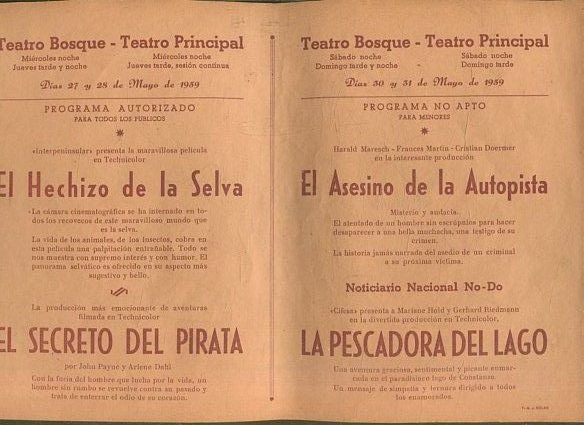 Teatro Bosque - Teatro Principal
Miércoles noche
Jueves tarde y noche
Miércoles noche
Jueves tarde, sesión continua
Días 27 y 28 de Mayo de 1959
PROGRAMA AUTORIZADO
PARA TODOS LOS PUBLICOS
«Interpeninsular» presenta la maravillosa película
en Technicolor
El Hechizo de la Selva
«La cámara cinematográfica se ha internado en to-
dos los recovecos de este maravilloso mundo que
es la selva.
La vida de los animales, de los insectos, cobra en
esta película una palpitación entrañable. Todo se
nos muestra con supremo interés y con humor. El
panorama selvático es ofrecido en su aspecto más
sugestivo y bello.
La producción más emocionante de aventuras
filmada en Technicolor
EL SECRETO DEL PIRATA
por John Payne y Arlene Dahl
Con la furia del hombre que lucha por la vida, un
hombre sin rumbo se revuelve contra su pasado y
trata de enterrar el odio de su corazón.
Teatro Bosque - Teatro Principal
Sábado noche
Domingo tarde y noche
Sábado noche
Domingo tarde
Días 30 y 31 de Mayo de 1959
PROGRAMA NO APTO
PARA MENORES
Harald Maresch - Frances Martin - Cristian Doermer
en la interesante producción
El Asesino de la Autopista
Misterio y audacia.
El atentado de un hombre sin escrúpulos para hacer
desaparecer a una bella muchacha, una testigo de su
crimen.
La historia jamás narrada del asedio de un criminal
a su próxima víctima.
Noticiario Nacional No-Do
«Cifesa» presenta a Marisne Hold y Gerhard Riedmann
en la divertida producción en Technicolor.
LA PESCADORA DEL LAGO
Una aventura graciosa, sentimental y picante enmar-
cada en el paradisíaco lago de Constanza.
Un mensaje de simpatía y ternura dirigido a todos
los enamorados.